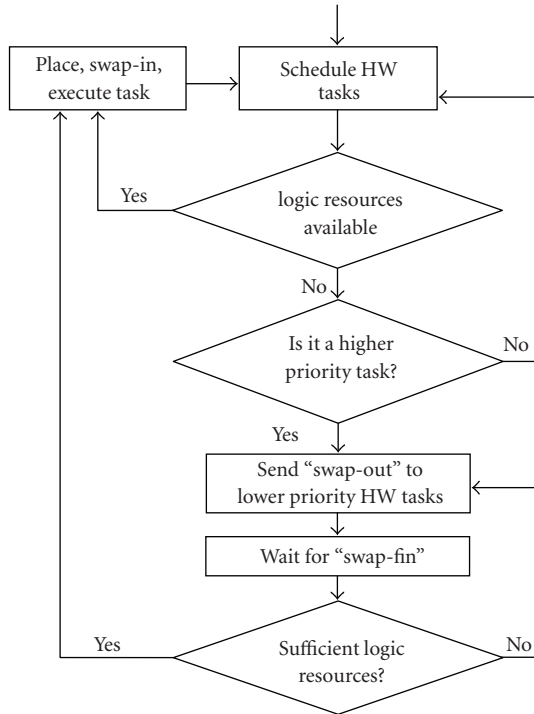 Place, swap-in,
execute task
Schedule HW
tasks
Yes
logic resources
available
No
Is it a higher
priority task?
No
Yes
Send “swap-out” to
lower priority HW tasks
Wait for “swap-fin”
Yes
Sufficient logic
resources?
No